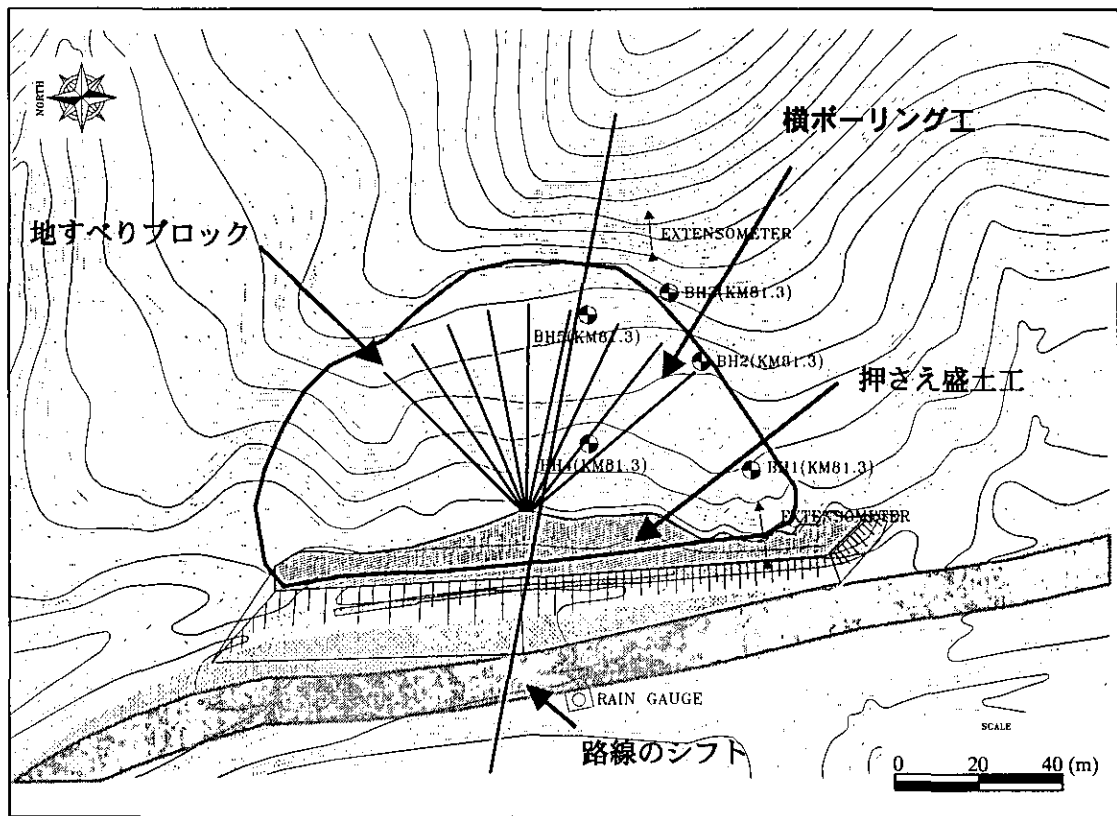 NORTH
横ボーリング工
地すべりブロック
EXTENSOMETER
BH3(KM81.3)
BH5(KM81.3)
BH2(KM81.3)
押さえ盛土工
BH4(KM81.3)
BH1(KM81.3)
EXTENSOMETER
RAIN GAUGE
路線のシフト
SCALE
0 20 40 (m)